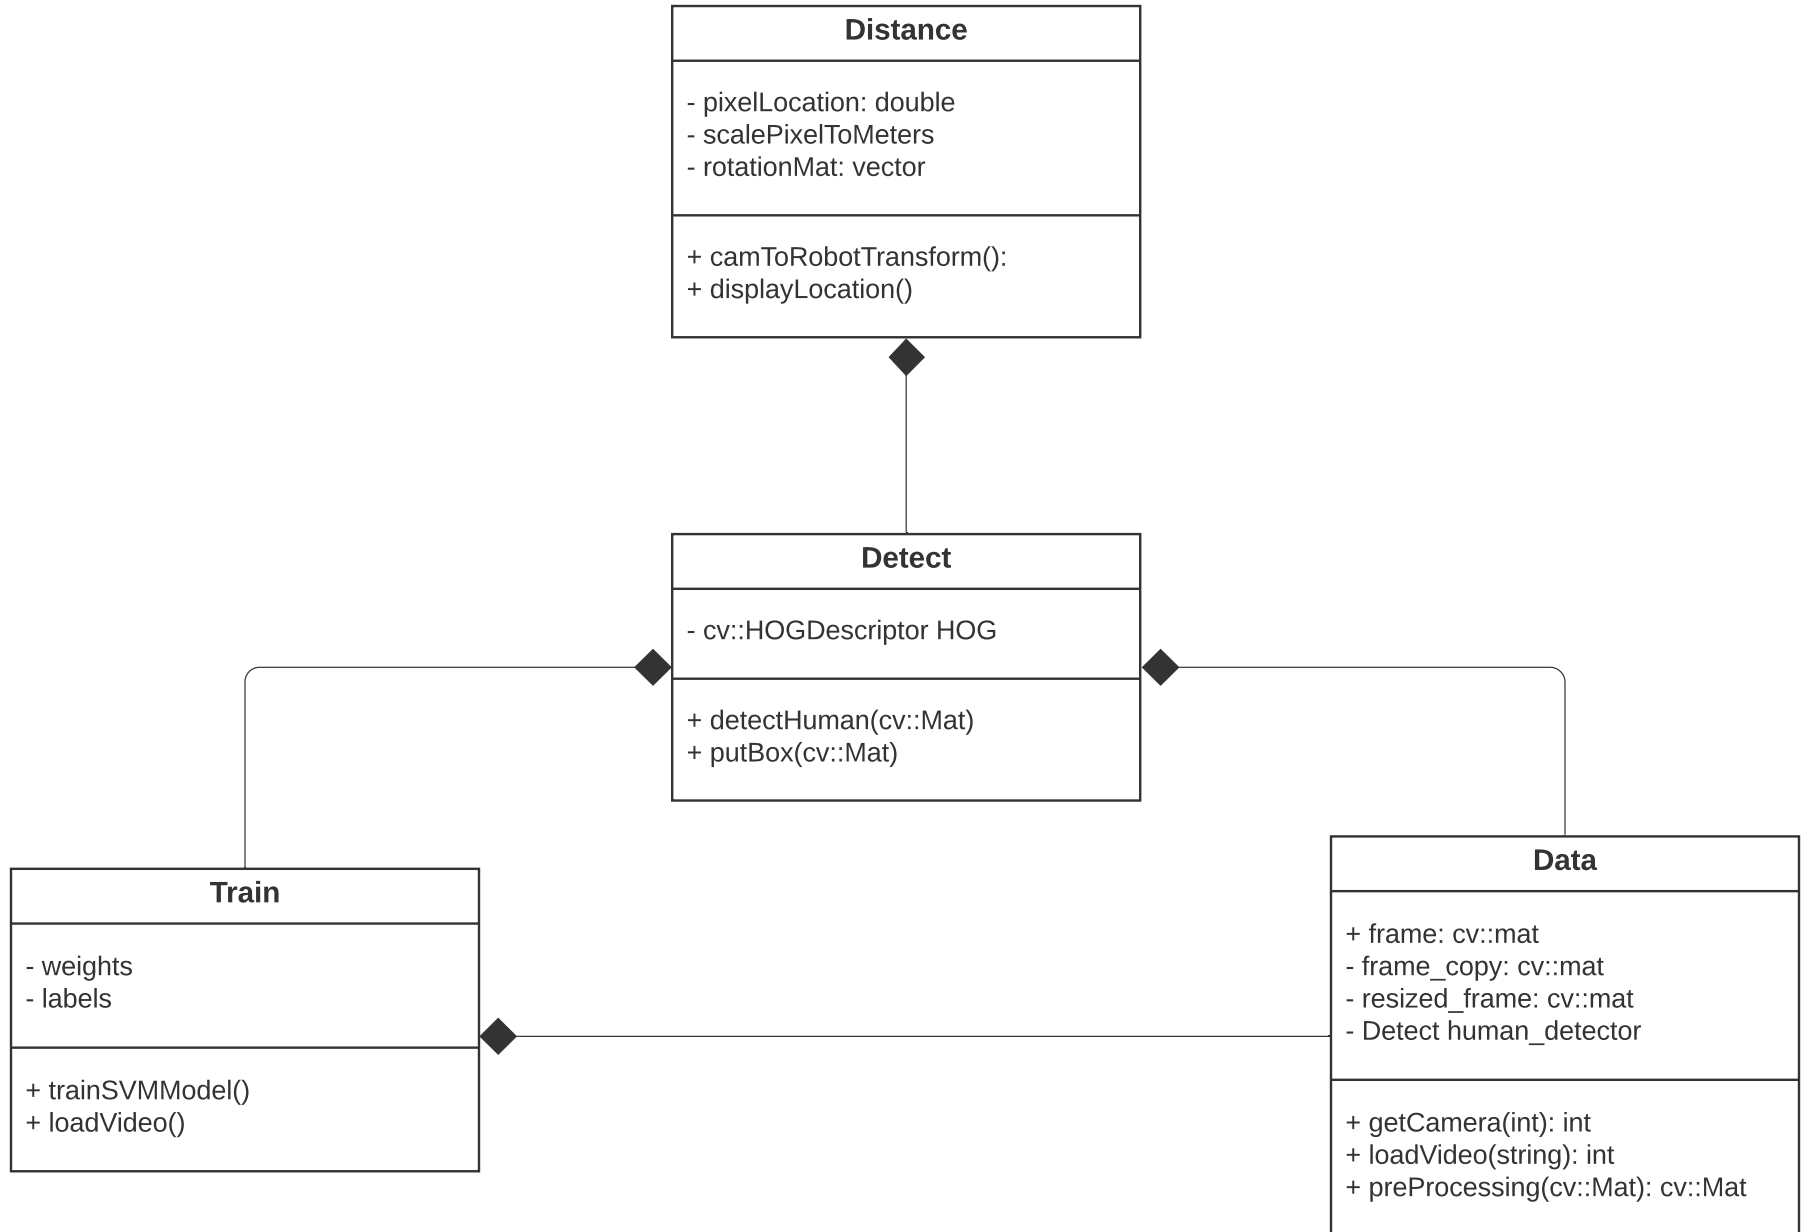 Distance
- pixelLocation: double
- scalePixelToMeters
- rotationMat: vector
+ camToRobotTransform():
+ displayLocation()
Detect
- cv::HOGDescriptor HOG
+ detectHuman(cv::Mat)
+ putBox(cv::Mat)
Train
- weights
- labels
+ trainSVMModel()
+ loadVideo()
Data
+ frame: cv::mat
- frame_copy: cv::mat
- resized_frame: cv::mat
- Detect human_detector
+ getCamera(int): int
+ loadVideo(string): int
+ preProcessing(cv::Mat): cv::Mat